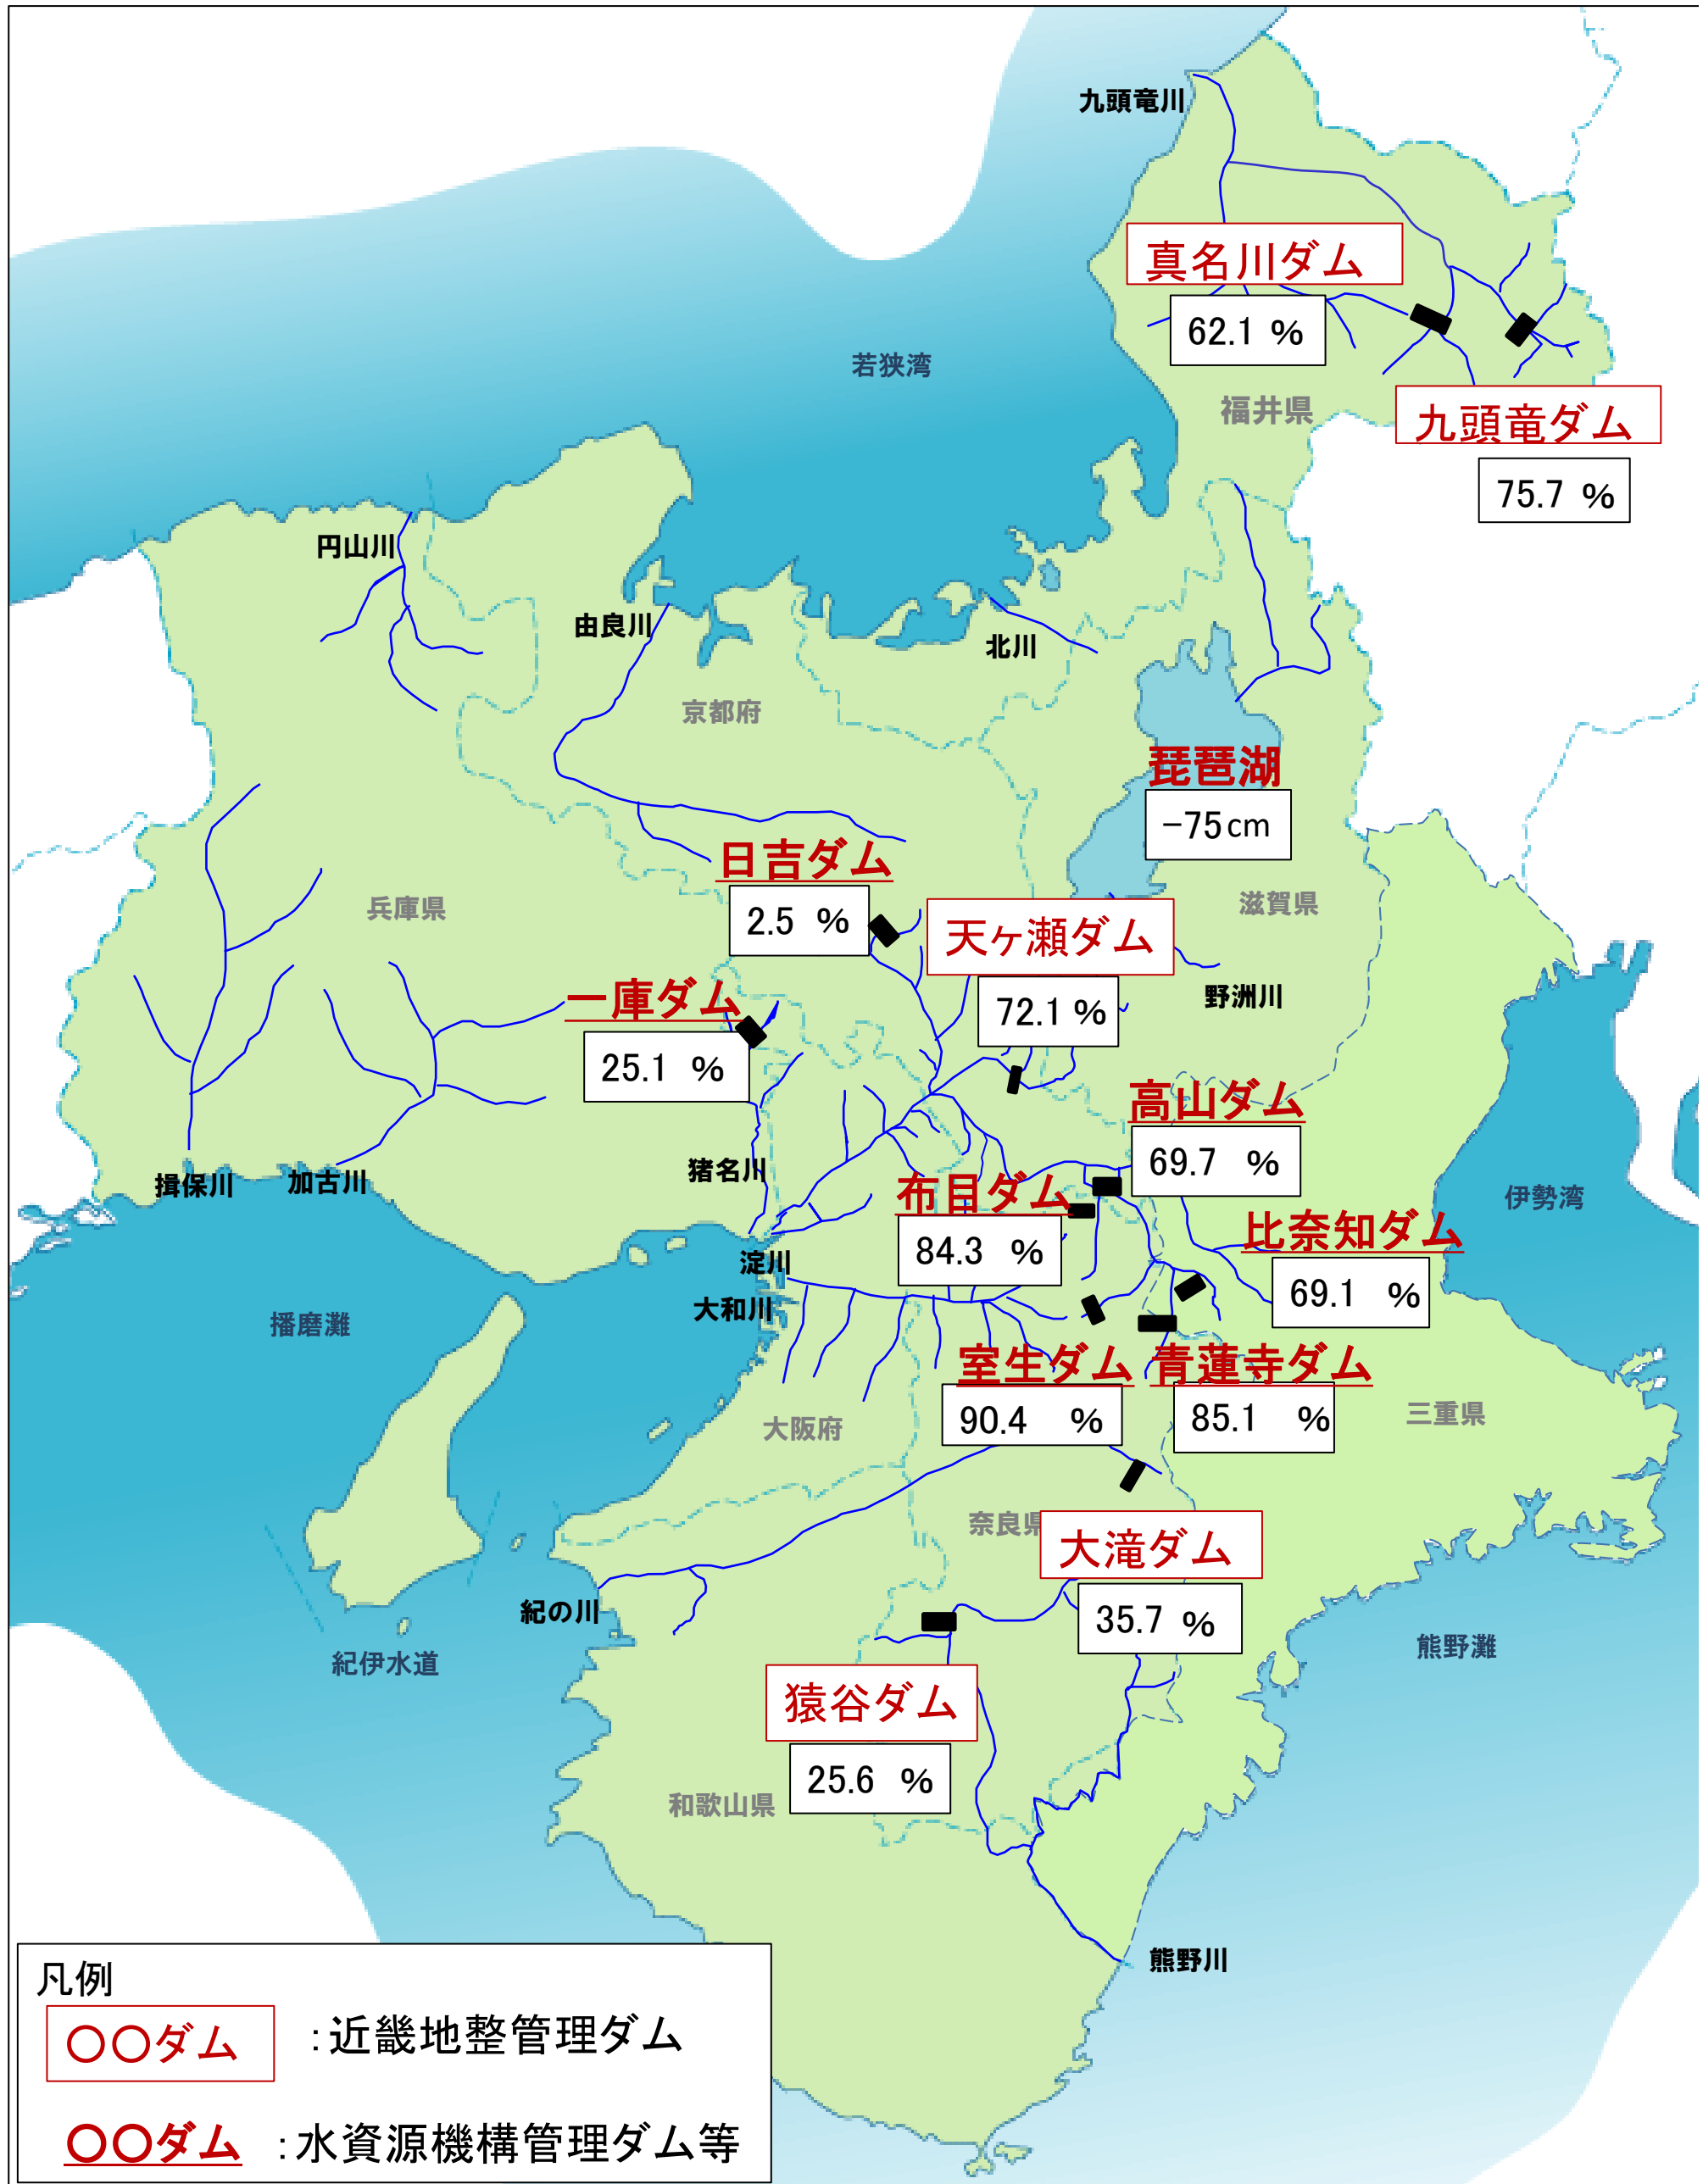 九頭竜川
真名川ダム
62.1 %
若狭湾
福井県
九頭竜ダム
75.7 %
円山川
由良川
北川
京都府
琵琶湖
-75cm
日吉ダム
2.5 %
兵庫県
滋賀県
天ヶ瀬ダム
72.1 %
野洲川
一庫ダム
25.1 %
高山ダム
69.7 %
猪名川
揖保川
加古川
布目ダム
84.3 %
伊勢湾
比奈知ダム
69.1 %
淀川
大和川
播磨灘
室生ダム
90.4 %
青蓮寺ダム
85.1 %
大阪府
三重県
奈良県
大滝ダム
35.7 %
紀の川
紀伊水道
熊野灘
猿谷ダム
25.6 %
和歌山県
熊野川
凡例
○○ダム :近畿地整管理ダム
○○ダム :水資源機構管理ダム等